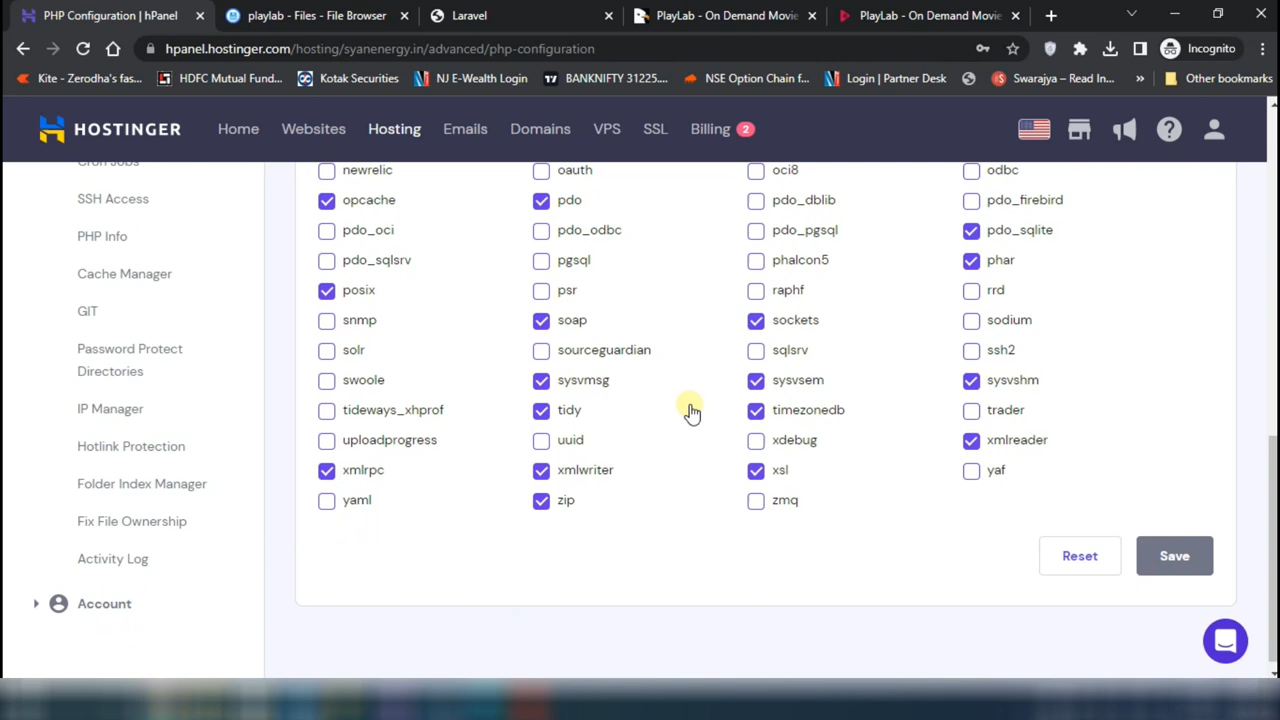 PHP Configuration | hPanel
playlab - Files - File Browser
Laravel
PlayLab - On Demand Movie
PlayLab - On Demand Movie
hpanel.hostinger.com/hosting/syanenergy.in/advanced/php-configuration
Incognito
Kite - Zerodha's fas...
HDFC Mutual Fund...
Kotak Securities
NJ E-Wealth Login
BANKNIFTY 31225....
NSE Option Chain f...
Login | Partner Desk
Swarajya – Read In...
»
Other bookmarks
HOSTINGER
Home
Websites
Hosting
Emails
Domains
VPS
SSL
Billing 2
Cron Jobs
SSH Access
PHP Info
Cache Manager
GIT
Password Protect
Directories
IP Manager
Hotlink Protection
Folder Index Manager
Fix File Ownership
Activity Log
Account
newrelic oauth oci8 odbc
opcache pdo pdo_dblib pdo_firebird
pdo_oci pdo_odbc pdo_pgsql pdo_sqlite
pdo_sqlsrv pgsql phalcon5 phar
posix psr raphf rrd
snmp soap sockets sodium
solr sourceguardian sqlsrv ssh2
swoole sysvmsg sysvsem sysvshm
tideways_xhprof tidy timezonedb trader
uploadprogress uuid xdebug xmlreader
xmlrpc xmlwriter xsl yaf
yaml zip zmq
Reset
Save